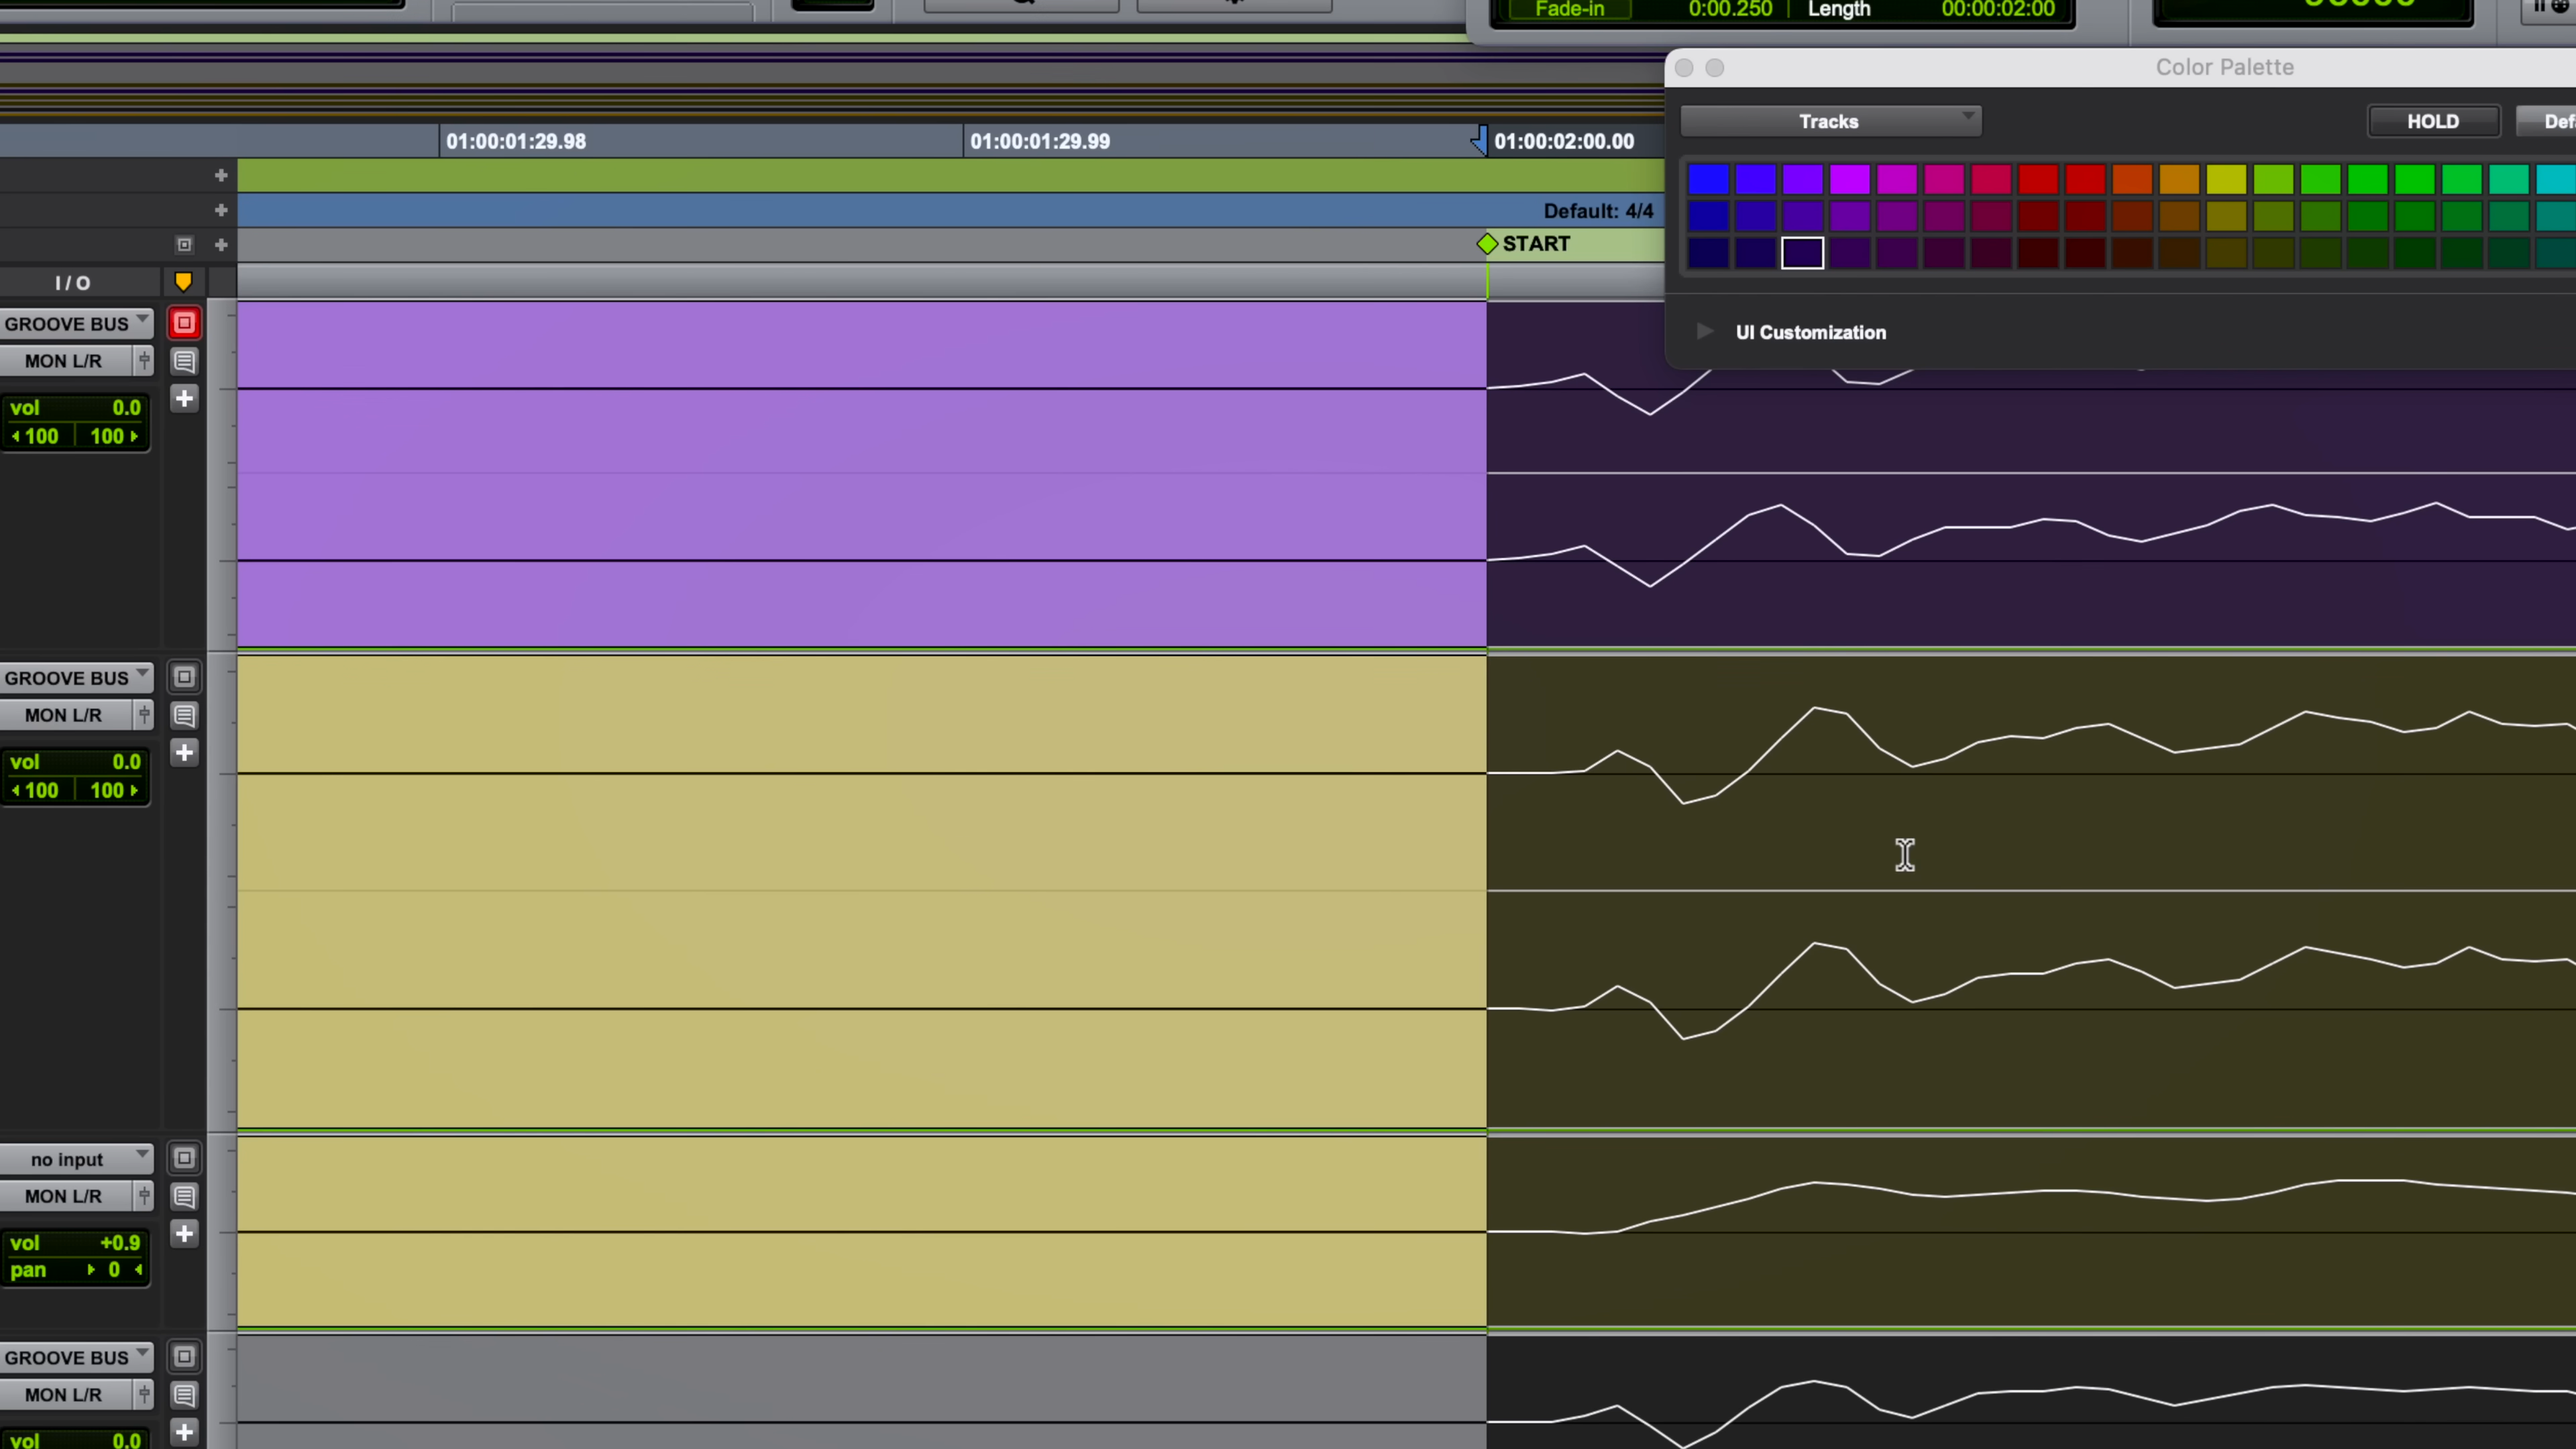 Fade-in 0:00.250 Length 00:00:02:00
Color Palette
Tracks HOLD
01:00:01:29.98 01:00:01:29.99 01:00:02:00.00
Default: 4/4
START
UI Customization
I/O
GROOVE BUS
MON L/R
vol 0.0
100 100
GROOVE BUS
MON L/R
vol 0.0
100 100
no input
MON L/R
vol +0.9
pan 0
GROOVE BUS
MON L/R
vol 0.0